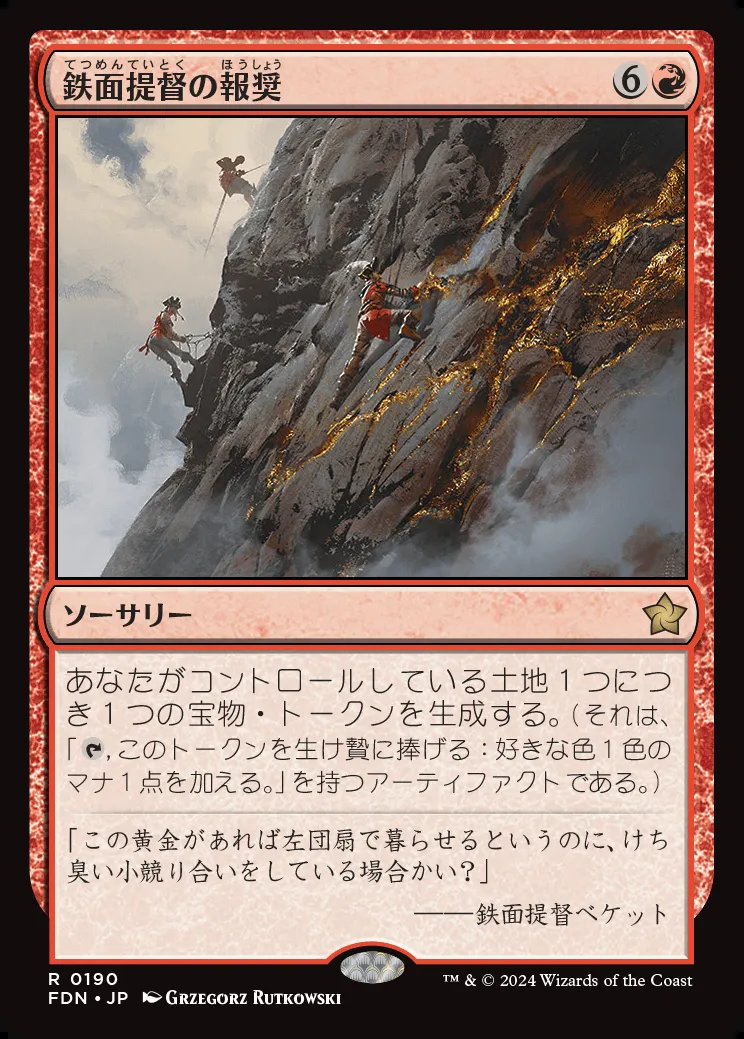 てつめんていとく ほうしょう
鉄面提督の報奨 6
ソーサリー
あなたがコントロールしている土地1つにつ
き1つの宝物・トークンを生成する。（それは、
「, このトークンを生け贄に捧げる：好きな色1色の
マナ1点を加える。」を持つアーティファクトである。）
「この黄金があれば左団扇で暮らせるというのに、けち
臭い小競り合いをしている場合かい？」
――鉄面提督ベケット
R 0190 ™ & © 2024 Wizards of the Coast
FDN • JP Grzegorz Rutkowski